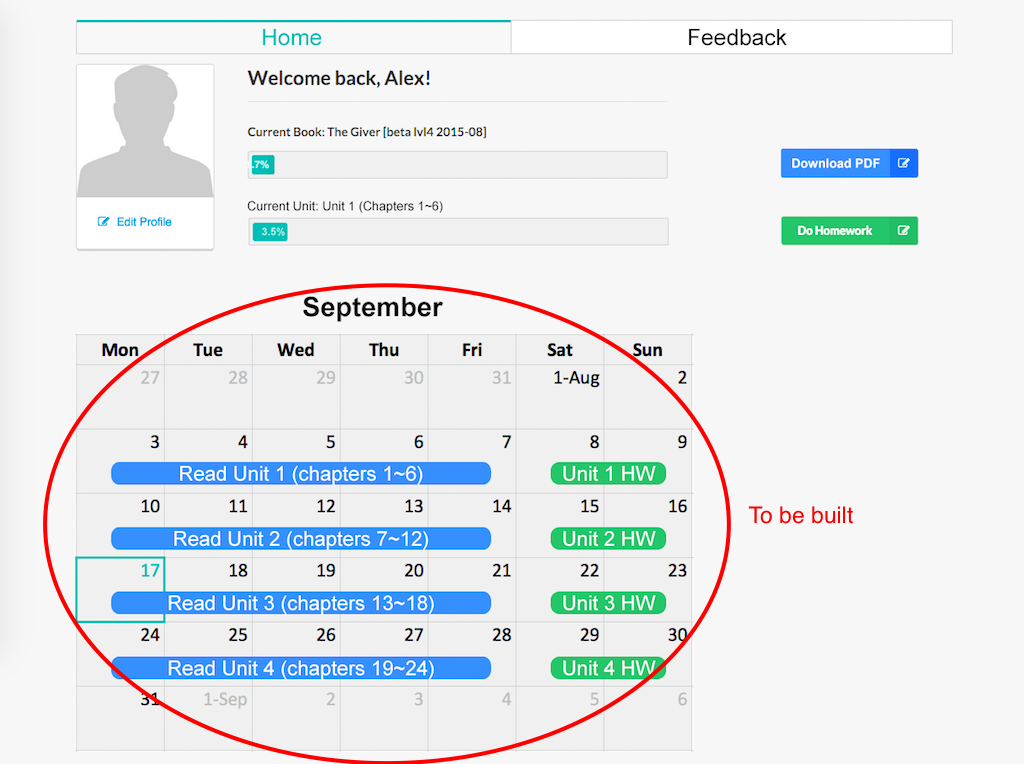 Home Feedback
Welcome back, Alex!
Current Book: The Giver [beta lvl4 2015-08]
.7%
Download PDF
Current Unit: Unit 1 (Chapters 1~6)
3.5%
Do Homework
Edit Profile
September
Mon Tue Wed Thu Fri Sat Sun
27 28 29 30 31 1-Aug 2
3 4 5 6 7 8 9
Read Unit 1 (chapters 1~6) Unit 1 HW
10 11 12 13 14 15 16
To be built
Read Unit 2 (chapters 7~12) Unit 2 HW
17 18 19 20 21 22 23
Read Unit 3 (chapters 13~18) Unit 3 HW
24 25 26 27 28 29 30
Read Unit 4 (chapters 19~24) Unit 4 HW
31 1-Sep 2 3 4 5 6